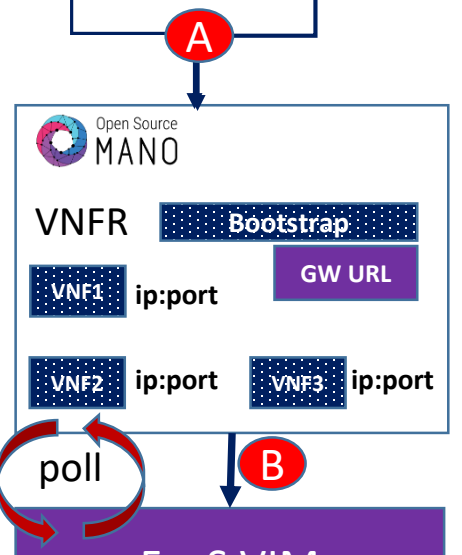 A
Open Source
MANO
VNFR
Bootstrap
GW URL
VNF1
ip:port
VNF2
ip:port
VNF3
ip:port
poll
B